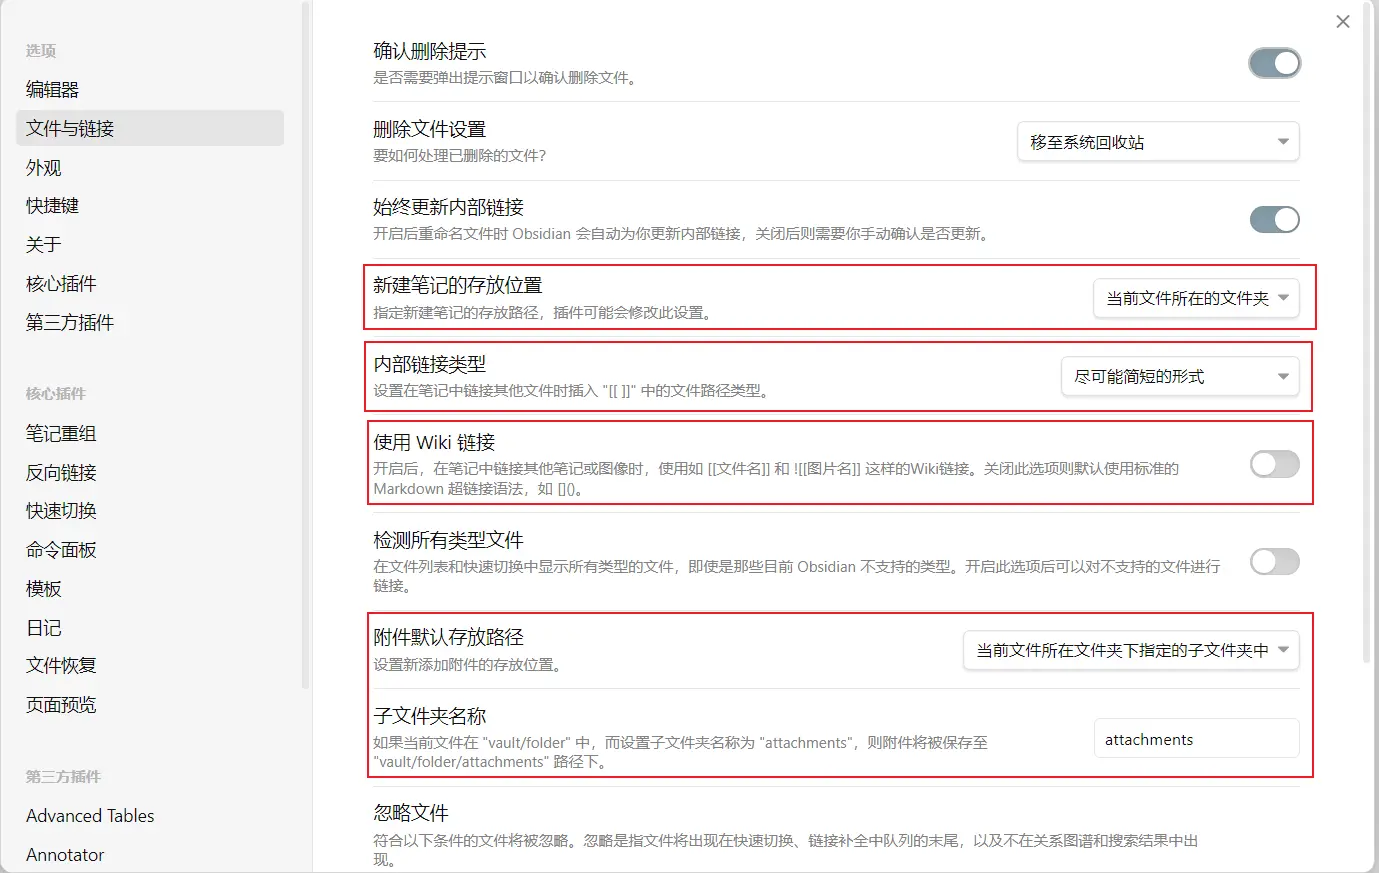 选项
编辑器
文件与链接
外观
快捷键
关于
核心插件
第三方插件
核心插件
笔记重组
反向链接
快速切换
命令面板
模板
日记
文件恢复
页面预览
第三方插件
Advanced Tables
Annotator
确认删除提示
是否需要弹出提示窗口以确认删除文件。
删除文件设置
要如何处理已删除的文件?
移至系统回收站
始终更新内部链接
开启后重命名文件时 Obsidian 会自动为你更新内部链接，关闭后则需要你手动确认是否更新。
新建笔记的存放位置
指定新建笔记的存放路径，插件可能会修改此设置。
当前文件所在的文件夹
内部链接类型
设置在笔记中链接其他文件时插入 "[[ ]]" 中的文件路径类型。
尽可能简短的形式
使用 Wiki 链接
开启后，在笔记中链接其他笔记或图像时，使用如 [[文件名]] 和 ![[图片名]] 这样的Wiki链接。关闭此选项则默认使用标准的
Markdown 超链接语法，如 []()。
检测所有类型文件
在文件列表和快速切换中显示所有类型的文件，即使是那些目前 Obsidian 不支持的类型。开启此选项后可以对不支持的文件进行
链接。
附件默认存放路径
设置新添加附件的存放位置。
当前文件所在文件夹下指定的子文件夹中
子文件夹名称
如果当前文件在 "vault/folder" 中，而设置子文件夹名称为 "attachments"，则附件将被保存至
"vault/folder/attachments" 路径下。
attachments
忽略文件
符合以下条件的文件将被忽略。忽略是指文件将出现在快速切换、链接补全中队列的末尾，以及不在关系图谱和搜索结果中出
现。